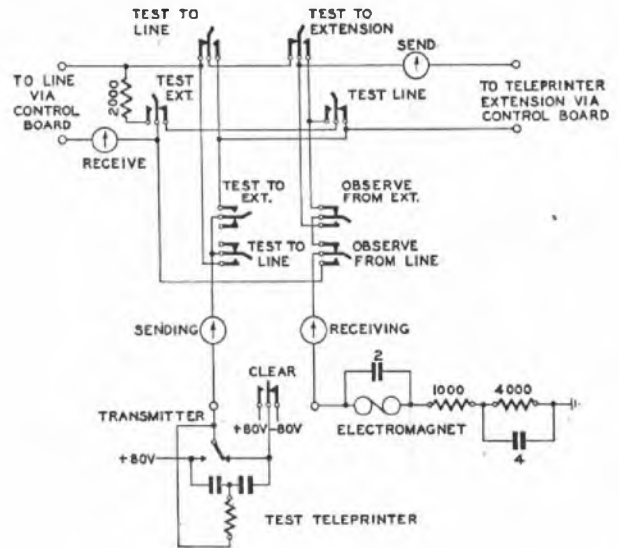 TEST TO
LINE
TEST TO
EXTENSION
SEND
TO LINE
VIA
CONTROL
BOARD
2000
TEST
EXT.
TEST LINE
TO TELEPRINTER
EXTENSION VIA
CONTROL BOARD
RECEIVE
TEST TO
EXT.
OBSERVE
FROM EXT.
TEST TO
LINE
OBSERVE
FROM LINE
SENDING
RECEIVING
CLEAR
2
1000
4000
TRANSMITTER
+80V
-80V
ELECTROMAGNET
+80V
4
TEST TELEPRINTER